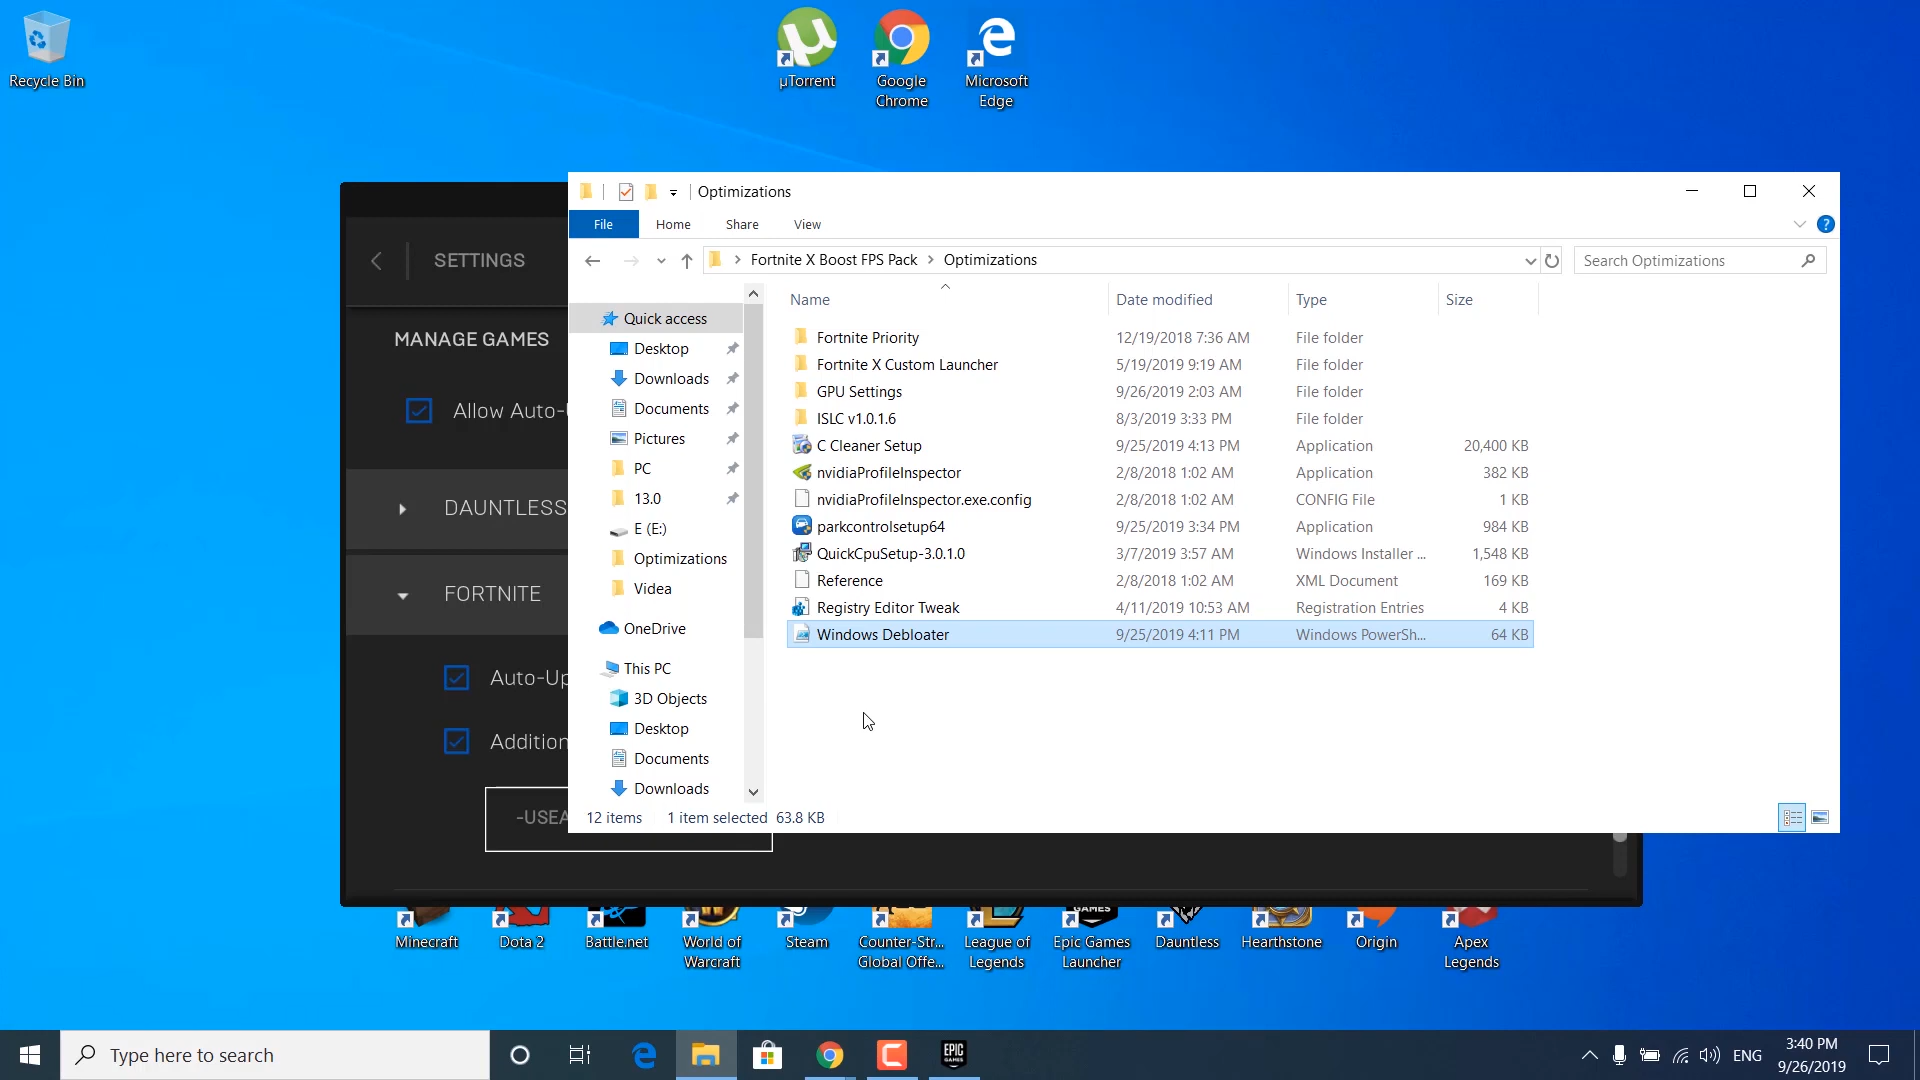 Recycle Bin
µTorrent
Google
Chrome
Microsoft
Edge
Optimizations
File
Home
Share
View
Fortnite X Boost FPS Pack
Optimizations
Search Optimizations
SETTINGS
MANAGE GAMES
Allow Auto-
DAUNTLESS
FORTNITE
Auto-Up
Addition
-USEA
Quick access
Desktop
Downloads
Documents
Pictures
PC
13.0
E (E:)
Optimizations
Videa
OneDrive
This PC
3D Objects
Desktop
Documents
Downloads
Name Date modified Type Size
Fortnite Priority 12/19/2018 7:36 AM File folder
Fortnite X Custom Launcher 5/19/2019 9:19 AM File folder
GPU Settings 9/26/2019 2:03 AM File folder
ISLC v1.0.1.6 8/3/2019 3:33 PM File folder
C Cleaner Setup 9/25/2019 4:13 PM Application 20,400 KB
nvidiaProfileInspector 2/8/2018 1:02 AM Application 382 KB
nvidiaProfileInspector.exe.config 2/8/2018 1:02 AM CONFIG File 1 KB
parkcontrolsetup64 9/25/2019 3:34 PM Application 984 KB
QuickCpuSetup-3.0.1.0 3/7/2019 3:57 AM Windows Installer ... 1,548 KB
Reference 2/8/2018 1:02 AM XML Document 169 KB
Registry Editor Tweak 4/11/2019 10:53 AM Registration Entries 4 KB
Windows Debloater 9/25/2019 4:11 PM Windows PowerSh... 64 KB
12 items 1 item selected 63.8 KB
Minecraft
Dota 2
Battle.net
World of
Warcraft
Steam
Counter-Str...
Global Offe...
League of
Legends
GAMES
Epic Games
Launcher
Dauntless
Hearthstone
Origin
Apex
Legends
Type here to search
EPIC
GAMES
ENG
3:40 PM
9/26/2019